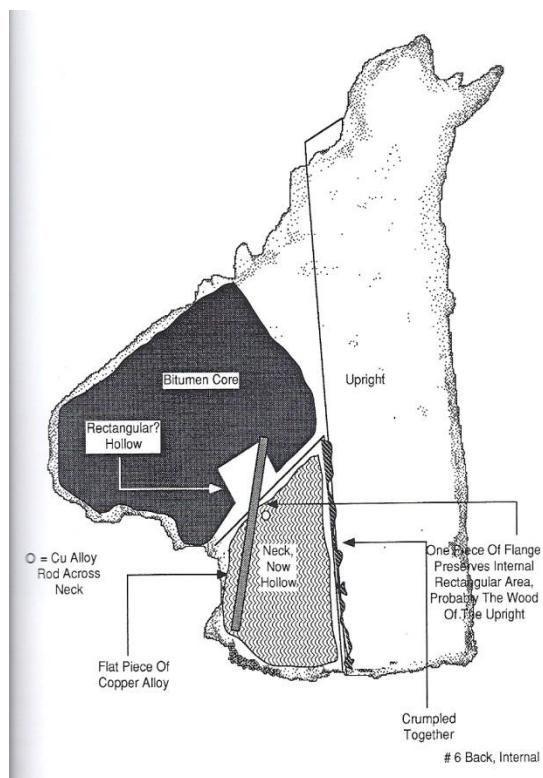 Bitumen Core
Upright
Rectangular?
Hollow
O = Cu Alloy
Rod Across
Neck
Neck,
Now
Hollow
One Piece Of Flange
Preserves Internal
Rectangular Area,
Probably The Wood
Of The Upright
Flat Piece Of
Copper Alloy
Crumpled
Together
# 6 Back, Internal